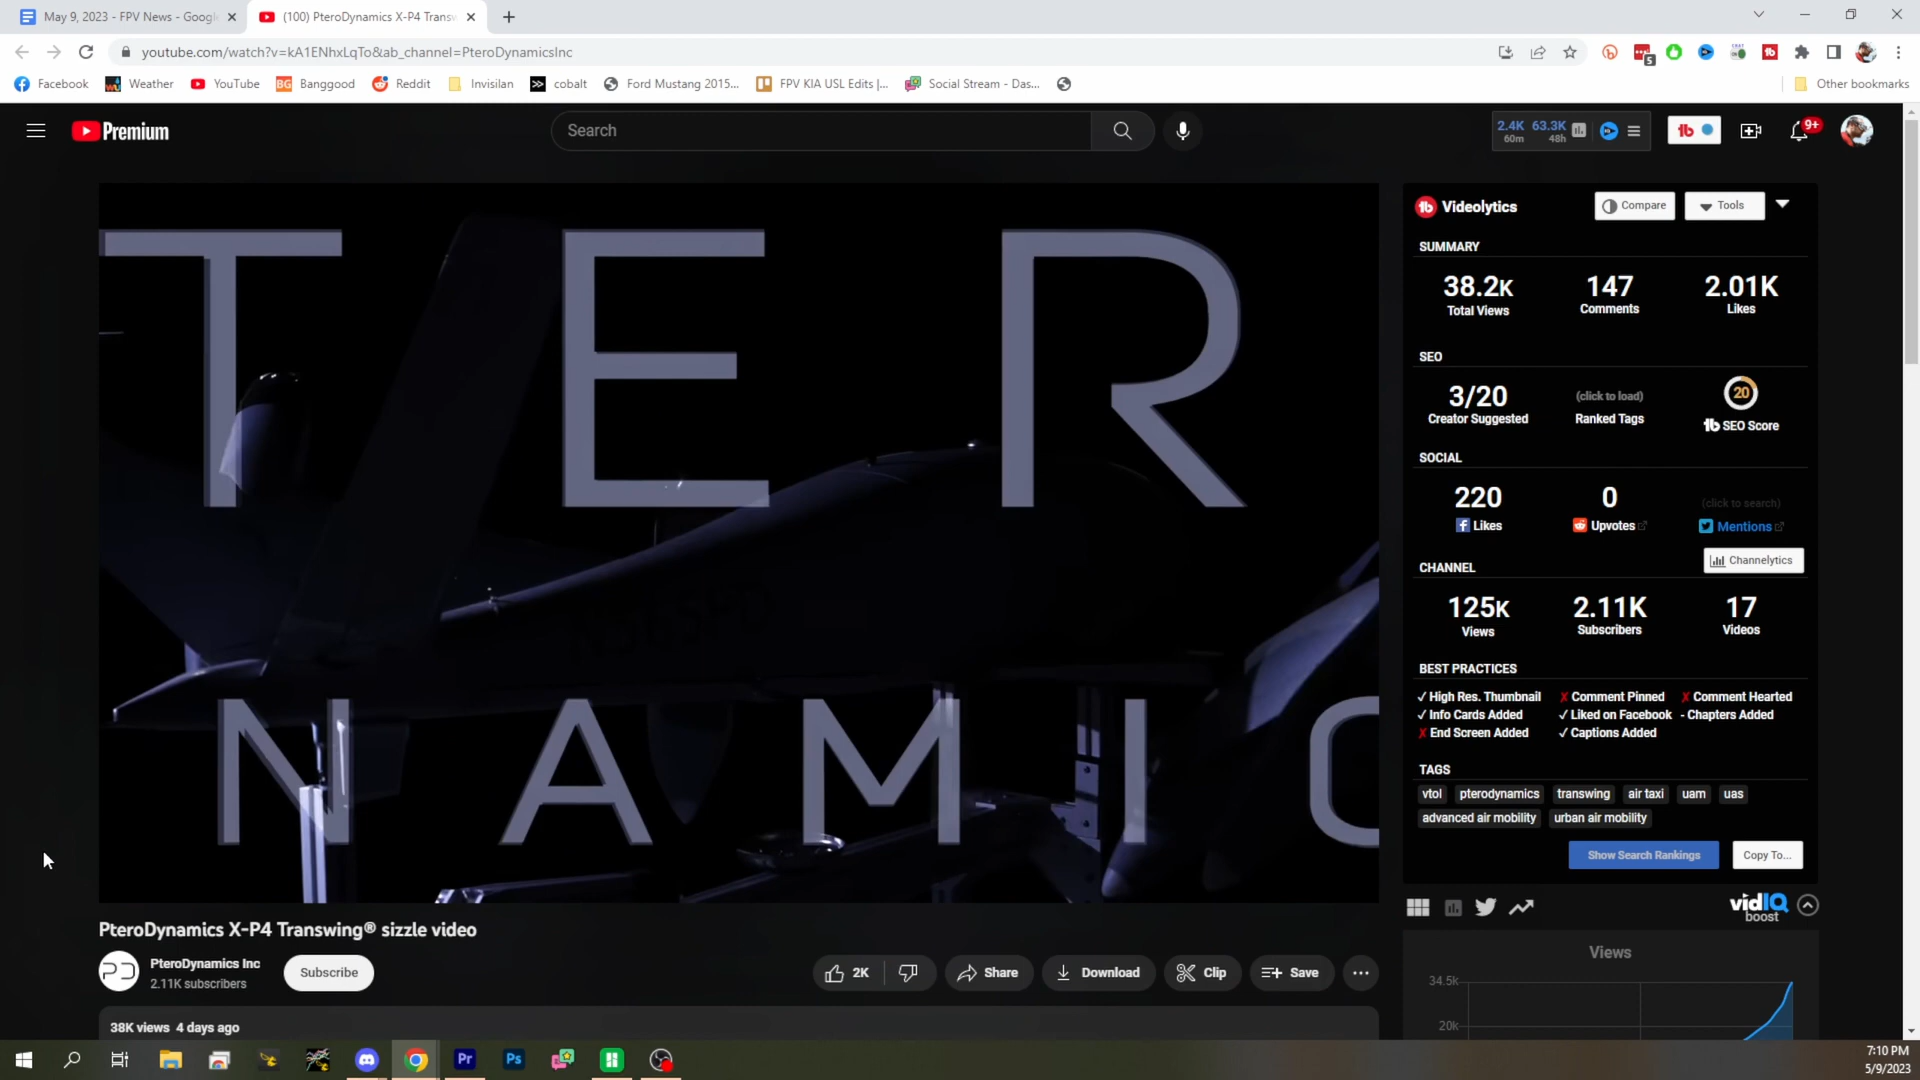 May 9, 2023 - FPV News - Googl
(100) PteroDynamics X-P4 Transw
youtube.com/watch?v=kA1ENhxLqTo&ab_channel=PteroDynamicsInc
5
Facebook Weather YouTube BG Banggood Reddit Invisilan cobalt Ford Mustang 2015... FPV KIA USL Edits |... Social Stream - Das... Other bookmarks
Premium
Search
2.4K 63.3K
60m 48h
9+
T E R
N A M I C
Videolytics
Compare
Tools
SUMMARY
38.2K 147 2.01K
Total Views Comments Likes
SEO
3/20 (click to load) 20
Creator Suggested Ranked Tags SEO Score
SOCIAL
220 0 (click to search)
Likes Upvotes Mentions
CHANNEL
Channelytics
125K 2.11K 17
Views Subscribers Videos
BEST PRACTICES
✓ High Res. Thumbnail ✗ Comment Pinned ✗ Comment Hearted
✓ Info Cards Added ✓ Liked on Facebook - Chapters Added
✗ End Screen Added ✓ Captions Added
TAGS
vtol pterodynamics transwing air taxi uam uas
advanced air mobility urban air mobility
Show Search Rankings
Copy To...
vidIQ
boost
Views
34.5k
20k
PteroDynamics X-P4 Transwing® sizzle video
PD
PteroDynamics Inc
2.11K subscribers
Subscribe
2K
Share
Download
Clip
Save
38K views 4 days ago
Pr
Ps
7:10 PM
5/9/2023